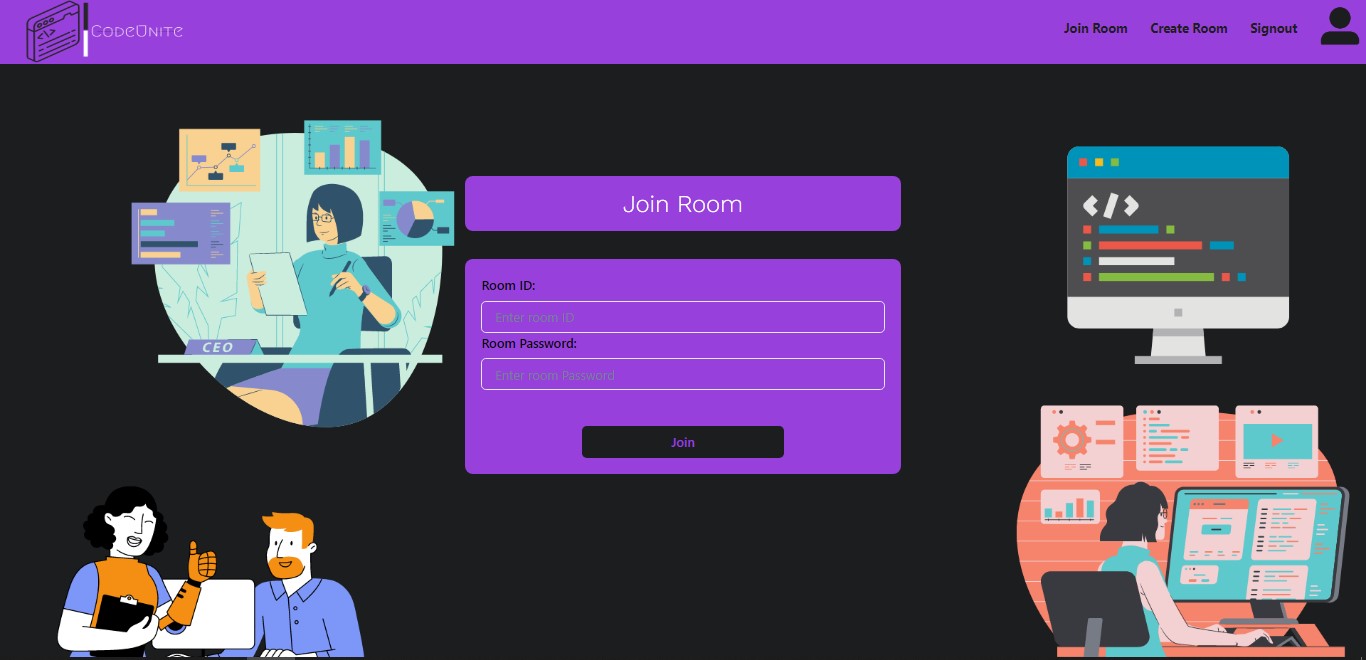 CodeUnite
Join Room
Create Room
Signout
Join Room
Room ID:
Enter room ID
Room Password:
Enter room Password
Join
CEO
</>